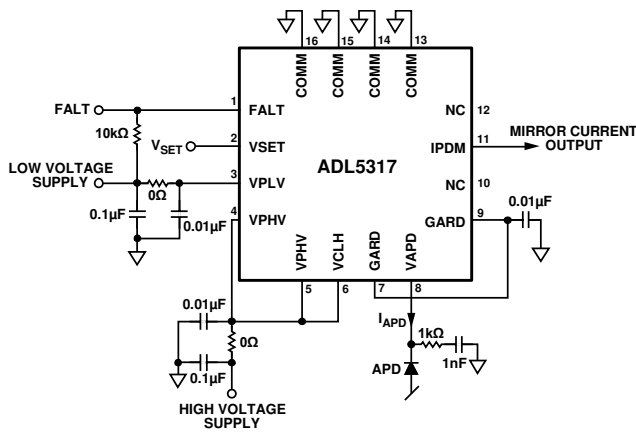 16
15
14
13
COMM
COMM
COMM
COMM
FALT
1
FALT
NC
12
10kΩ
VSET
2
VSET
ADL5317
IPDM
11
MIRROR CURRENT
OUTPUT
LOW VOLTAGE
SUPPLY
0Ω
3
VPLV
NC
10
0.1µF
0.01µF
4
VPHV
GARD
9
0.01µF
VPHV
VCLH
GARD
VAPD
5
6
7
8
0.01µF
0Ω
0.1µF
IAPD
1kΩ
1nF
APD
HIGH VOLTAGE
SUPPLY